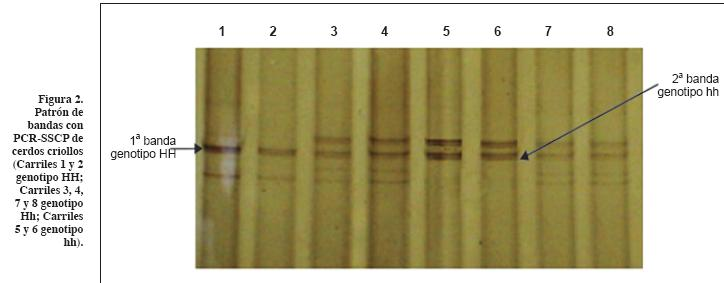 Figura 2.
Patrón de
bandas con
PCR-SSCP de
cerdos criollos
(Carriles 1 y 2
genotipo HH;
Carriles 3, 4,
7 y 8 genotipo
Hh; Carriles
5 y 6 genotipo
hh).
1 2 3 4 5 6 7 8
1ª banda
genotipo HH
2ª banda
genotipo hh